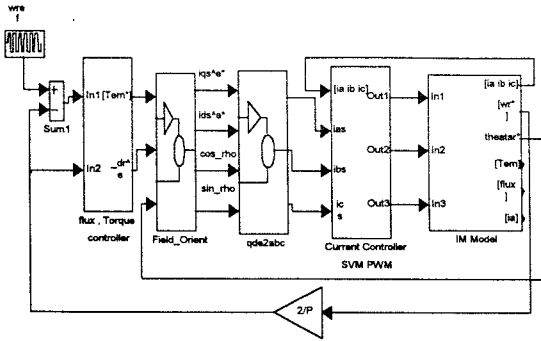 wre
f
Sum1
In1 [Tem*]
In2
_dr^
e
flux , Torque
controller
Field_Orient
iqs^e*
ids^e*
cos_rho
sin_rho
qde2abc
[ia ib ic]
ias
ibs
ic
s
Out1
Out2
Out3
Current Controller
SVM PWM
In1
In2
In3
[ia ib ic]
[wr*
]
theatar*
[Tem]
[flux
]
[ia]
IM Model
2/P